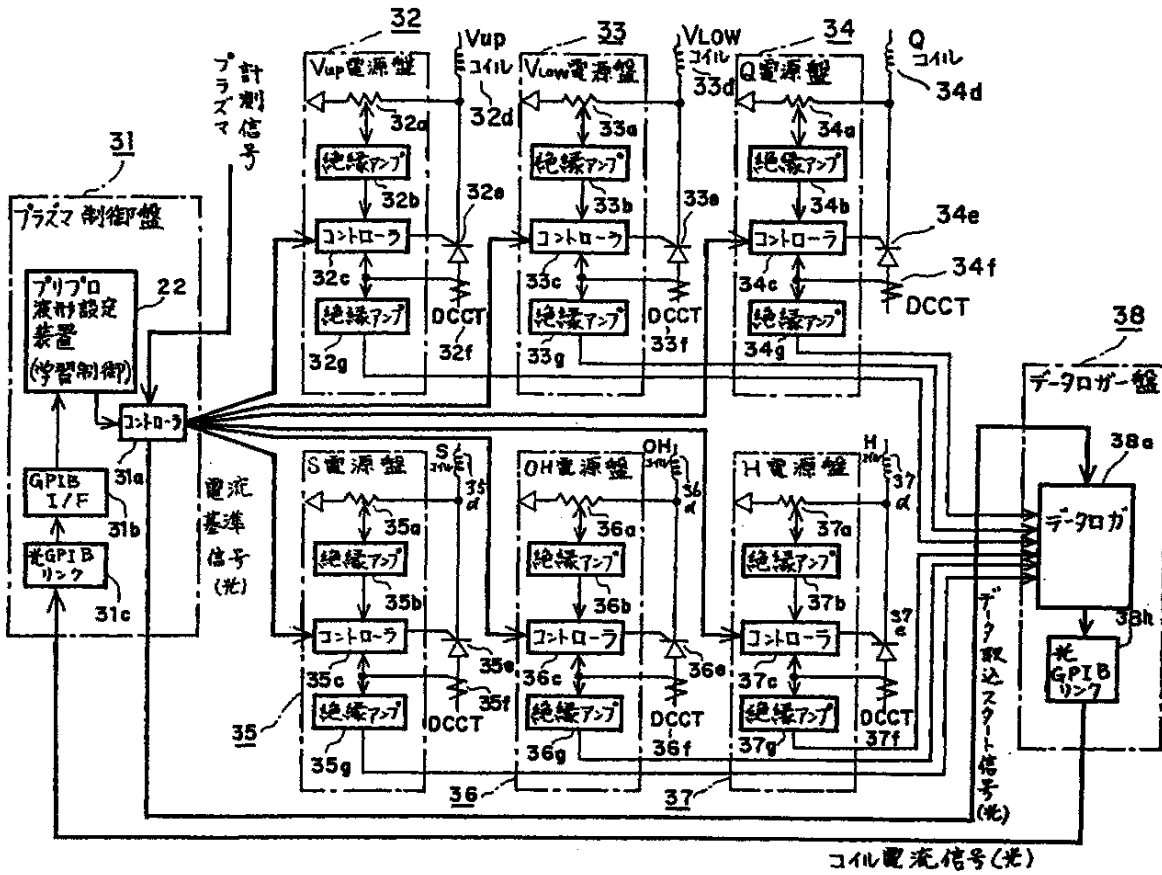 31
プラズマ
計測信号
プラズマ制御盤
プリプロ
波形設定
装置
(学習制御)
22
コントローラ
31a
GPIB
I/F
31b
光GPIB
リンク
31c
電流
基準
信号
(光)
32
Vup電源盤
Vup
コイル
32d
32a
絶縁アンプ
32b
32e
コントローラ
32c
絶縁アンプ
DCCT
32g
32f
33
VLOW電源盤
VLOW
コイル
33d
33a
絶縁アンプ
33b
33e
コントローラ
33c
絶縁アンプ
DCCT
33g
33f
34
Q電源盤
Q
コイル
34d
34a
絶縁アンプ
34b
34e
コントローラ
34c
34f
絶縁アンプ
DCCT
34g
S電源盤
S
コイル
35d
35a
絶縁アンプ
35b
コントローラ
35e
35c
35f
絶縁アンプ
DCCT
35
35g
OH電源盤
OH
コイル
36d
36a
絶縁アンプ
36b
コントローラ
36e
36c
絶縁アンプ
DCCT
36g
36f
36
H電源盤
H
コイル
37d
37a
絶縁アンプ
37b
37e
コントローラ
37c
絶縁アンプ
DCCT
37g
37f
37
38
データロガー盤
38a
データロガ
38h
光
GPIB
リンク
データ取込スタート信号(光)
コイル電流信号(光)